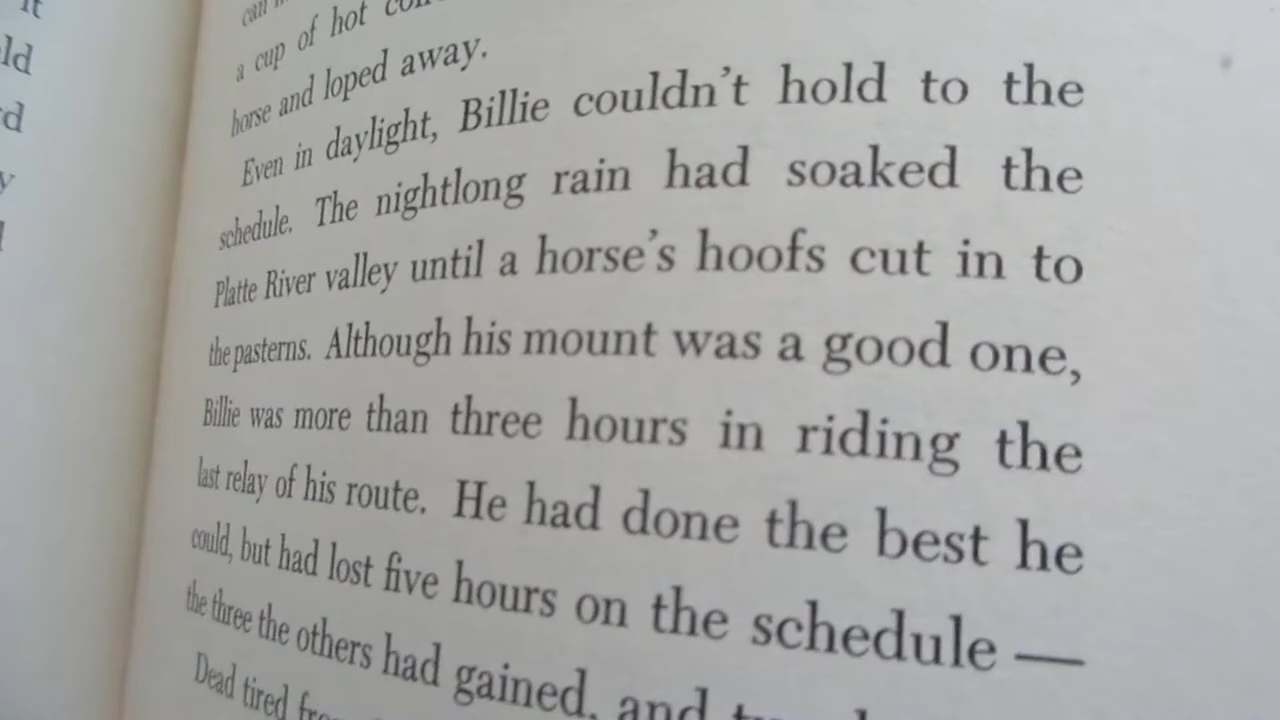 a cup of hot
horse and loped away.
Even in daylight, Billie couldn't hold to the
schedule. The nightlong rain had soaked the
Platte River valley until a horse's hoofs cut in to
the pasterns. Although his mount was a good one,
Billie was more than three hours in riding the
last relay of his route. He had done the best he
could, but had lost five hours on the schedule —
the three the others had gained, and
Dead tired